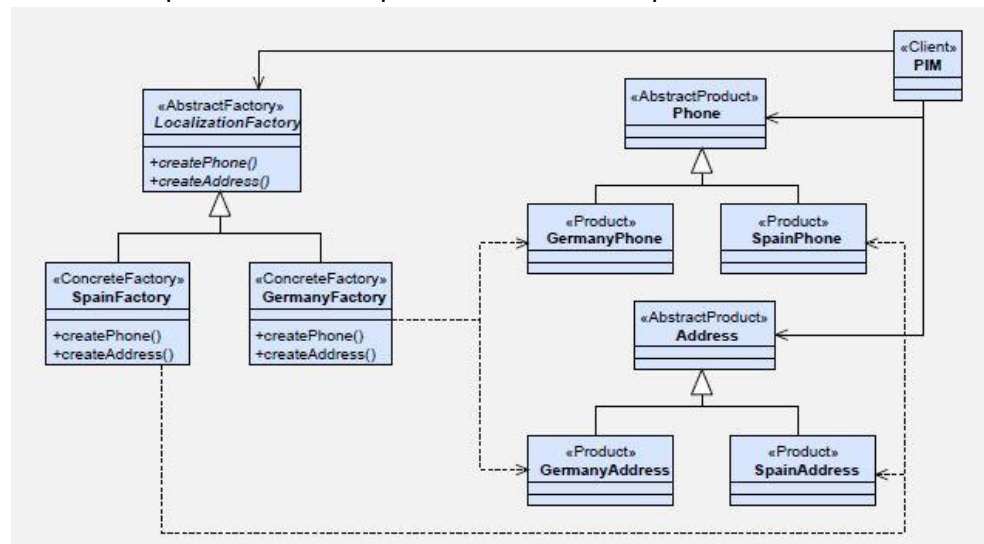 «Client»
PIM
«AbstractFactory»
LocalizationFactory
+createPhone()
+createAddress()
«AbstractProduct»
Phone
«Product»
GermanyPhone
«Product»
SpainPhone
«ConcreteFactory»
SpainFactory
+createPhone()
+createAddress()
«ConcreteFactory»
GermanyFactory
+createPhone()
+createAddress()
«AbstractProduct»
Address
«Product»
GermanyAddress
«Product»
SpainAddress